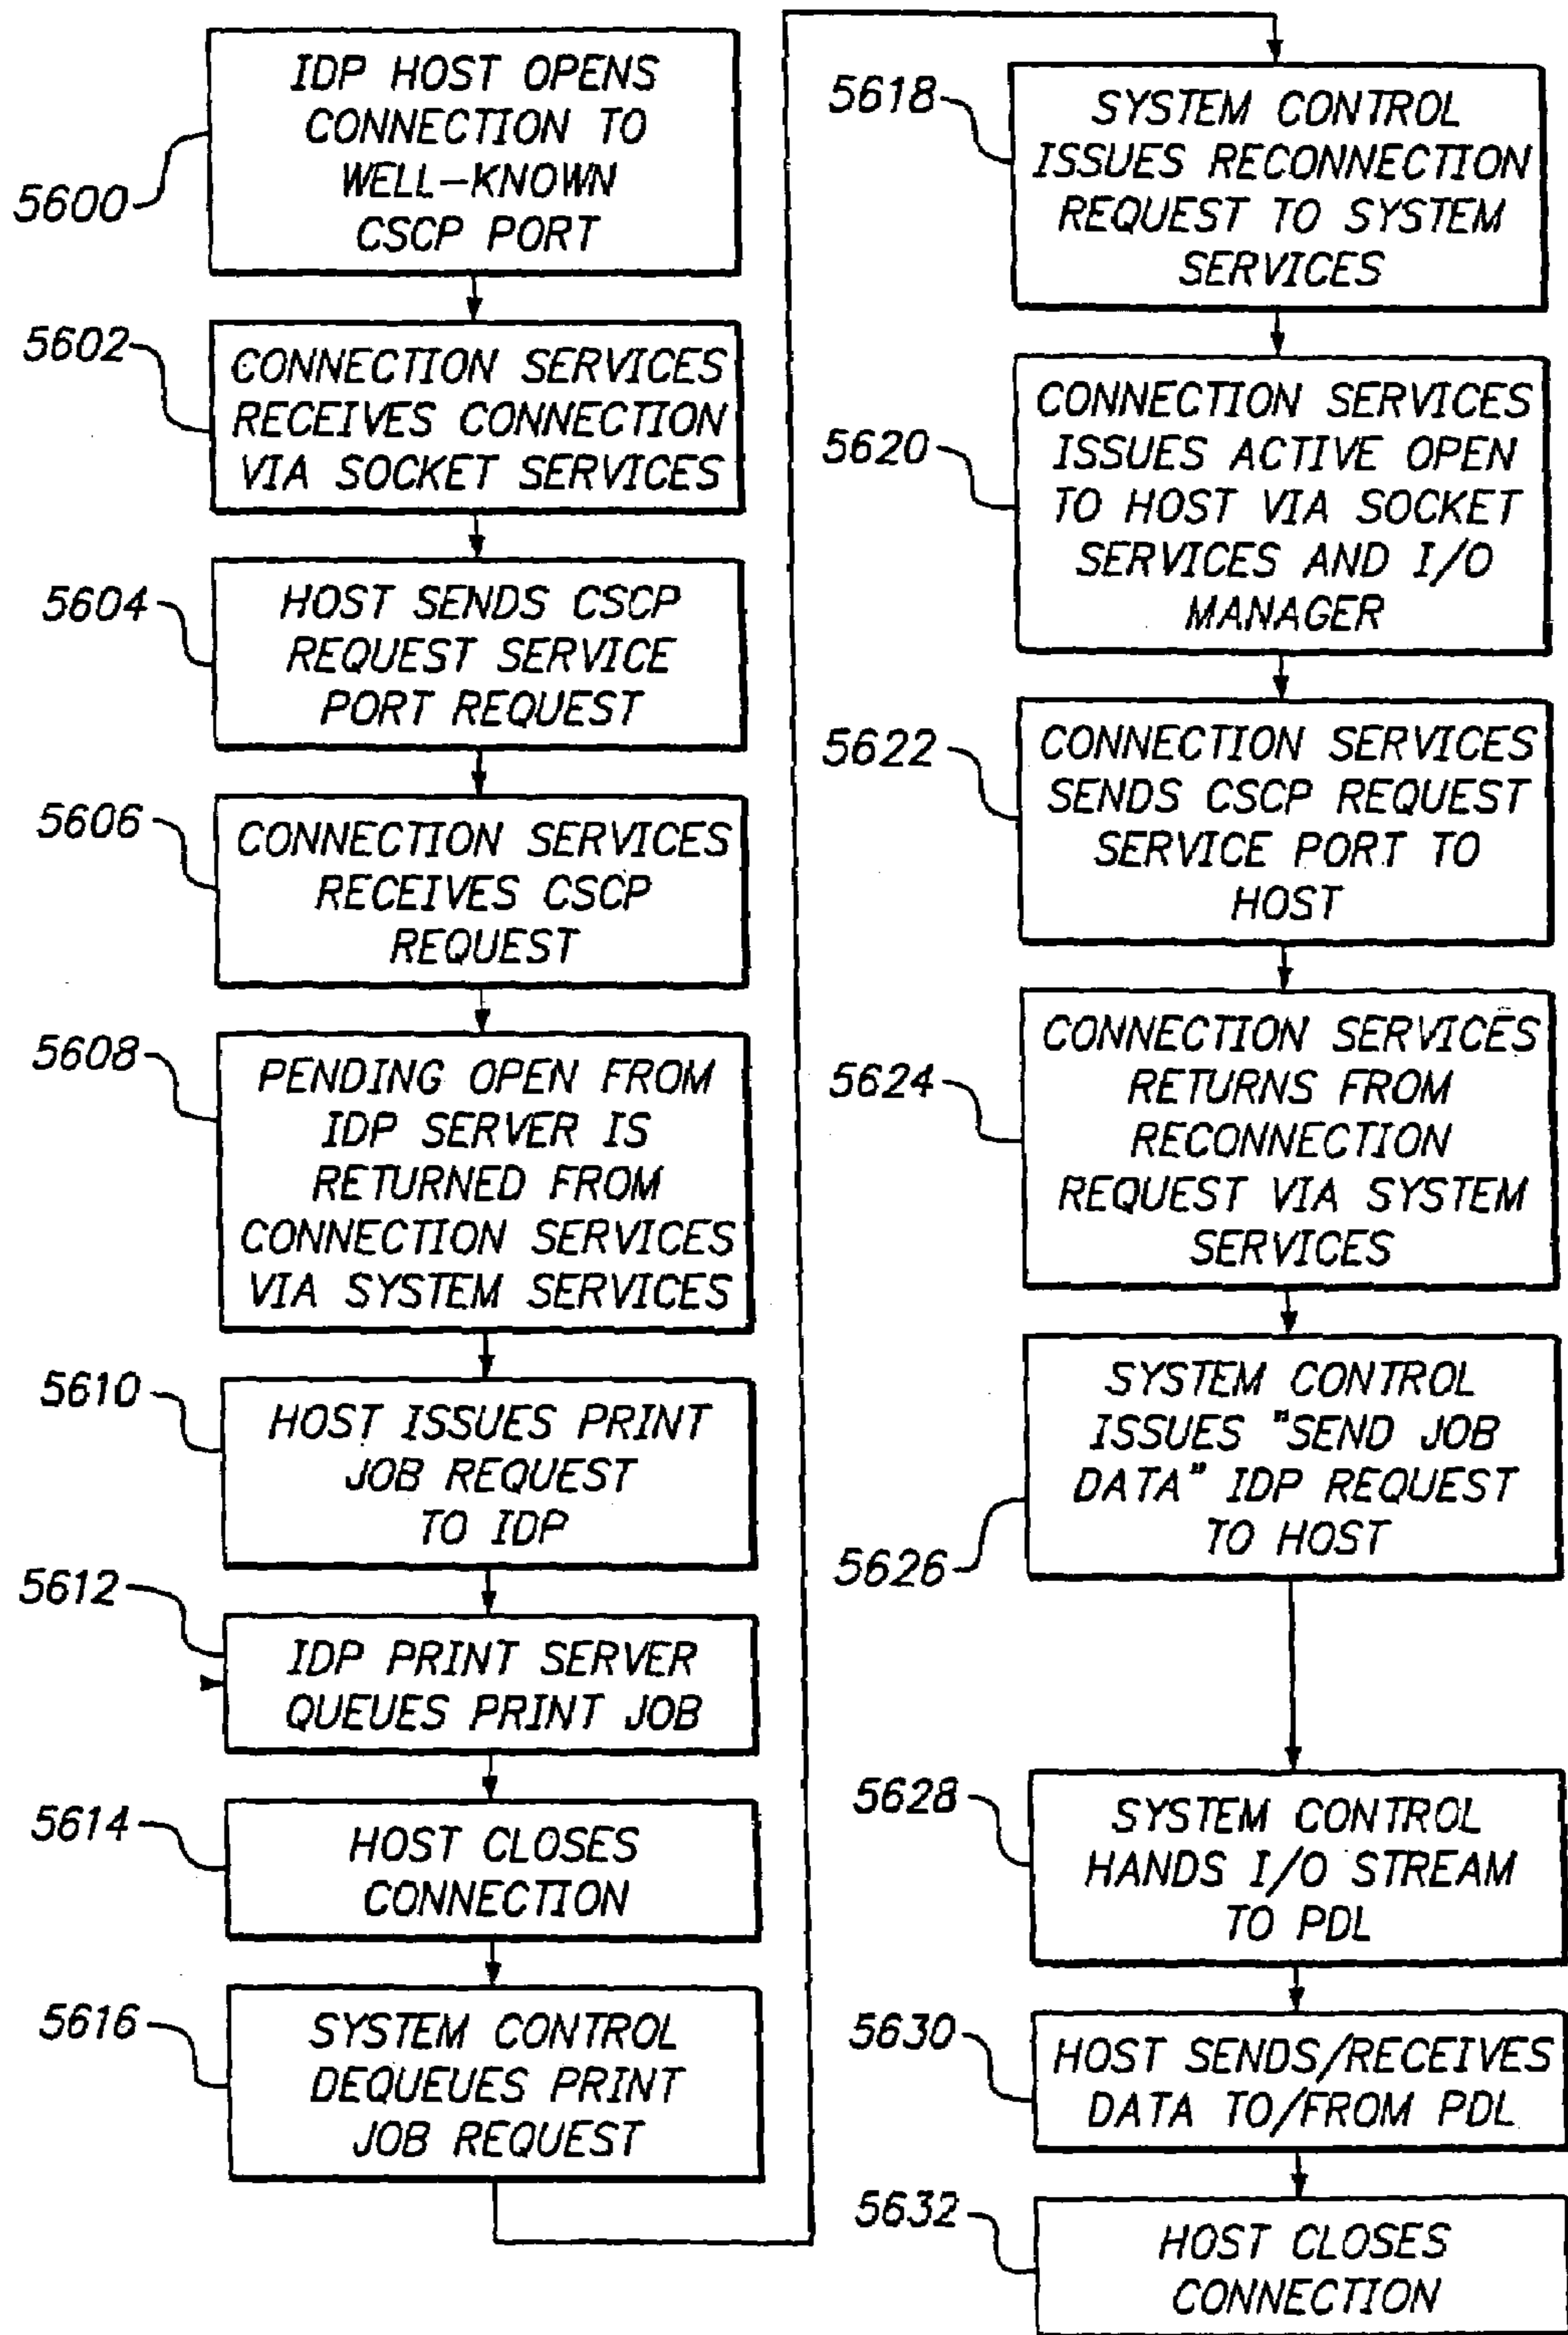 5600
IDP HOST OPENS
CONNECTION TO
WELL-KNOWN
CSCP PORT
5602
CONNECTION SERVICES
RECEIVES CONNECTION
VIA SOCKET SERVICES
5604
HOST SENDS CSCP
REQUEST SERVICE
PORT REQUEST
5606
CONNECTION SERVICES
RECEIVES CSCP
REQUEST
5608
PENDING OPEN FROM
IDP SERVER IS
RETURNED FROM
CONNECTION SERVICES
VIA SYSTEM SERVICES
5610
HOST ISSUES PRINT
JOB REQUEST
TO IDP
5612
IDP PRINT SERVER
QUEUES PRINT JOB
5614
HOST CLOSES
CONNECTION
5616
SYSTEM CONTROL
DEQUEUES PRINT
JOB REQUEST
5618
SYSTEM CONTROL
ISSUES RECONNECTION
REQUEST TO SYSTEM
SERVICES
5620
CONNECTION SERVICES
ISSUES ACTIVE OPEN
TO HOST VIA SOCKET
SERVICES AND I/O
MANAGER
5622
CONNECTION SERVICES
SENDS CSCP REQUEST
SERVICE PORT TO
HOST
5624
CONNECTION SERVICES
RETURNS FROM
RECONNECTION
REQUEST VIA SYSTEM
SERVICES
5626
SYSTEM CONTROL
ISSUES "SEND JOB
DATA" IDP REQUEST
TO HOST
5628
SYSTEM CONTROL
HANDS I/O STREAM
TO PDL
5630
HOST SENDS/RECEIVES
DATA TO/FROM PDL
5632
HOST CLOSES
CONNECTION